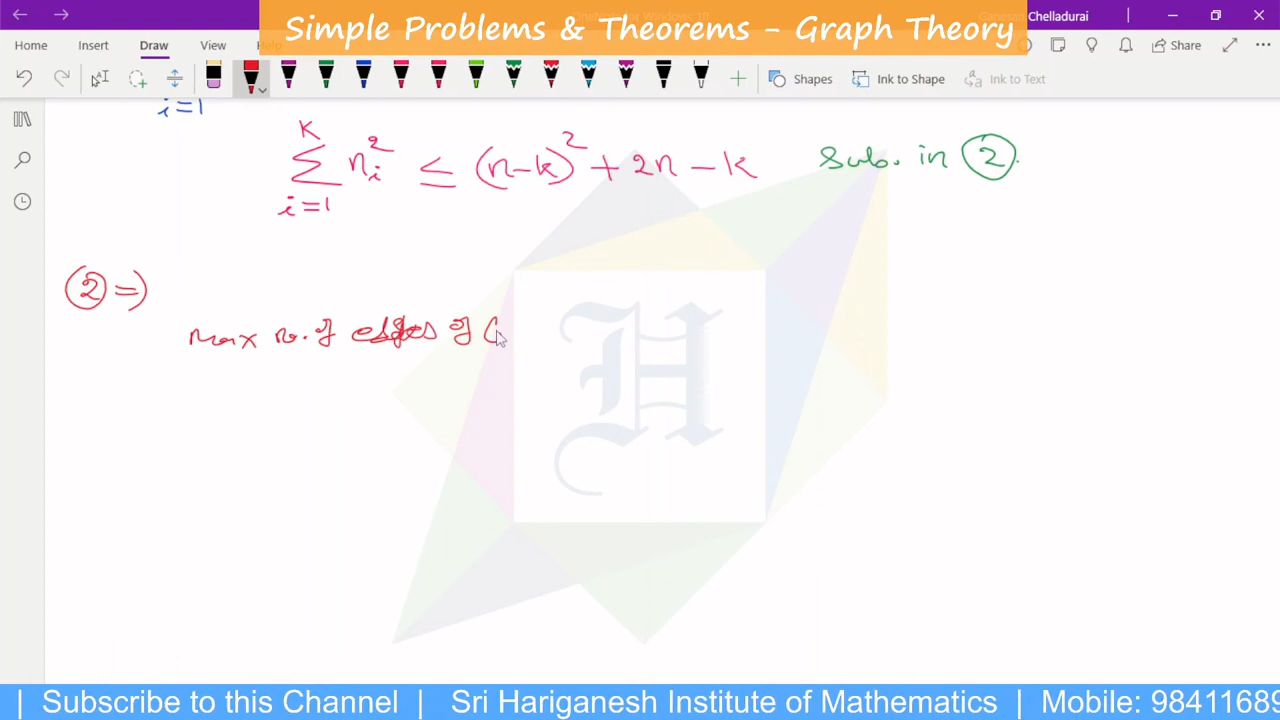 Simple Problems & Theorems - Graph Theory
Chelladurai
Home Insert Draw View Share
Shapes Ink to Shape Ink to Text
i=1
K
∑ nᵢ² ≤ (n-k)² + 2n - k Sub. in ②.
i=1
② ⇒
Max no. of edges of G
H
| Subscribe to this Channel | Sri Hariganesh Institute of Mathematics | Mobile: 98411689